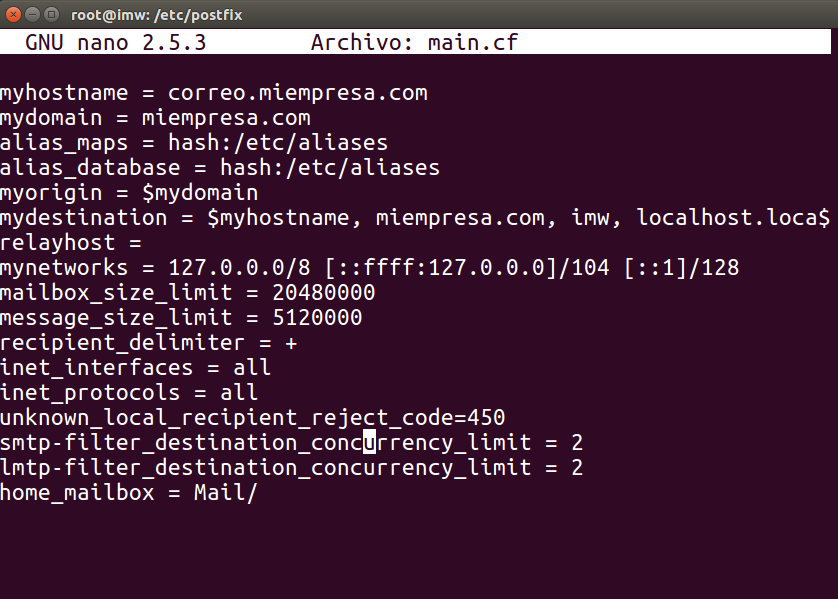 root@imw: /etc/postfix
GNU nano 2.5.3 Archivo: main.cf
myhostname = correo.miempresa.com
mydomain = miempresa.com
alias_maps = hash:/etc/aliases
alias_database = hash:/etc/aliases
myorigin = $mydomain
mydestination = $myhostname, miempresa.com, imw, localhost.loca$
relayhost =
mynetworks = 127.0.0.0/8 [::ffff:127.0.0.0]/104 [::1]/128
mailbox_size_limit = 20480000
message_size_limit = 5120000
recipient_delimiter = +
inet_interfaces = all
inet_protocols = all
unknown_local_recipient_reject_code=450
smtp-filter_destination_concurrency_limit = 2
lmtp-filter_destination_concurrency_limit = 2
home_mailbox = Mail/